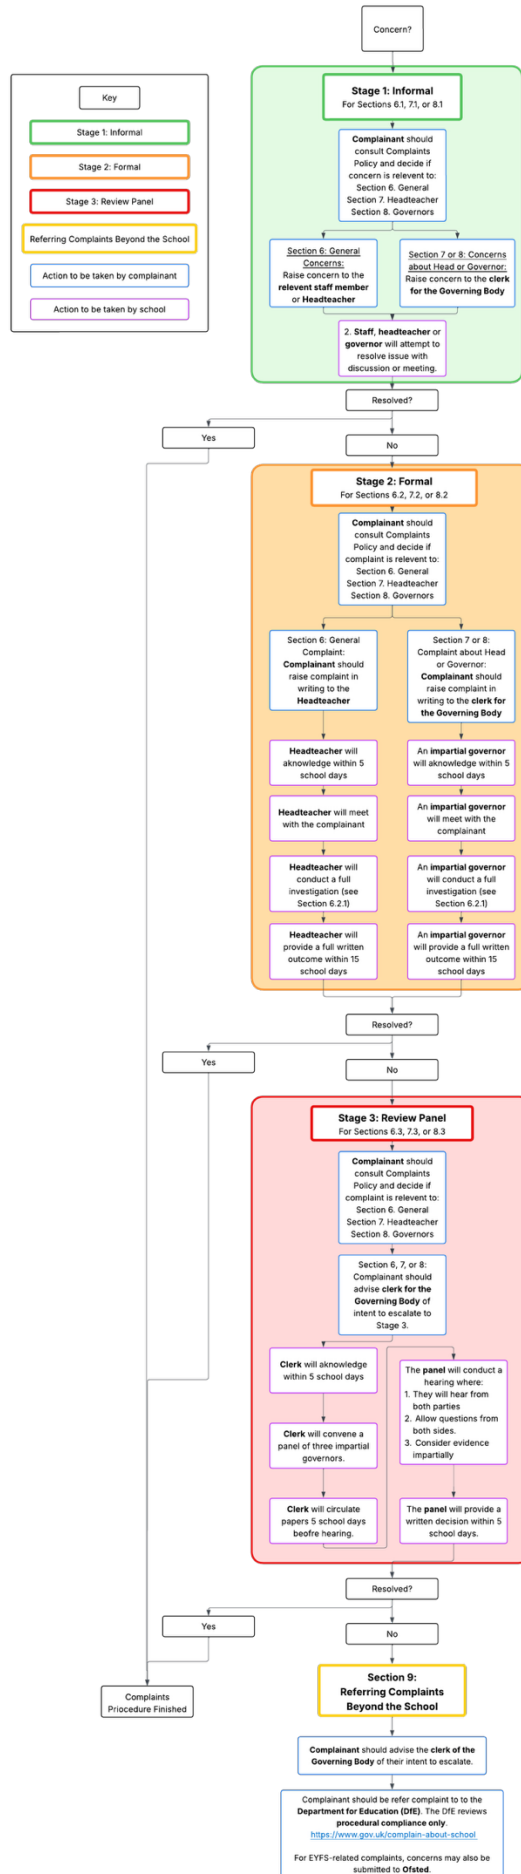 Concern?
Key
Stage 1: Informal
Stage 2: Formal
Stage 3: Review Panel
Referring Complaints Beyond the School
Action to be taken by complainant
Action to be taken by school
Stage 1: Informal
For Sections 6.1, 7.1, or 8.1
Complainant should
consult Complaints
Policy and decide if
concern is relevent to:
Section 6. General
Section 7. Headteacher
Section 8. Governors
Section 6: General
Concerns:
Raise concern to the
relevent staff member
or Headteacher
Section 7 or 8: Concerns
about Head or Governor:
Raise concern to the clerk
for the Governing Body
2. Staff, headteacher or
governor will attempt to
resolve issue with
discussion or meeting.
Resolved?
Yes
No
Stage 2: Formal
For Sections 6.2, 7.2, or 8.2
Complainant should
consult Complaints
Policy and decide if
complaint is relevent to:
Section 6. General
Section 7. Headteacher
Section 8. Governors
Section 6: General
Complaint:
Complainant should
raise complaint in
writing to the
Headteacher
Section 7 or 8:
Complaint about Head
or Governor:
Complainant should
raise complaint in
writing to the clerk for
the Governing Body
Headteacher will
aknowledge within 5
school days
An impartial governor
will aknowledge within 5
school days
Headteacher will meet
with the complainant
An impartial governor
will meet with the
complainant
Headteacher will
conduct a full
investigation (see
Section 6.2.1)
An impartial governor
will conduct a full
investigation (see
Section 6.2.1)
Headteacher will
provide a full written
outcome within 15
school days
An impartial governor
will provide a full written
outcome within 15
school days
Resolved?
Yes
No
Stage 3: Review Panel
For Sections 6.3, 7.3, or 8.3
Complainant should
consult Complaints
Policy and decide if
complaint is relevent to:
Section 6. General
Section 7. Headteacher
Section 8. Governors
Section 6, 7, or 8:
Complainant should
advise clerk for the
Governing Body of
intent to escalate to
Stage 3.
Clerk will aknowledge
within 5 school days
The panel will conduct a
hearing where:
1. They will hear from
both parties
2. Allow questions from
both sides.
3. Consider evidence
impartially
Clerk will convene a
panel of three impartial
governors.
Clerk will circulate
papers 5 school days
beofre hearing.
The panel will provide a
written decision within 5
school days.
Resolved?
Yes
No
Complaints
Priocedure Finished
Section 9:
Referring Complaints
Beyond the School
Complainant should advise the clerk of the
Governing Body of their intent to escalate.
Complainant should be refer complaint to to the
Department for Education (DfE). The DfE reviews
procedural compliance only.
https://www.gov.uk/complain-about-school
For EYFS-related complaints, concerns may also be
submitted to Ofsted.